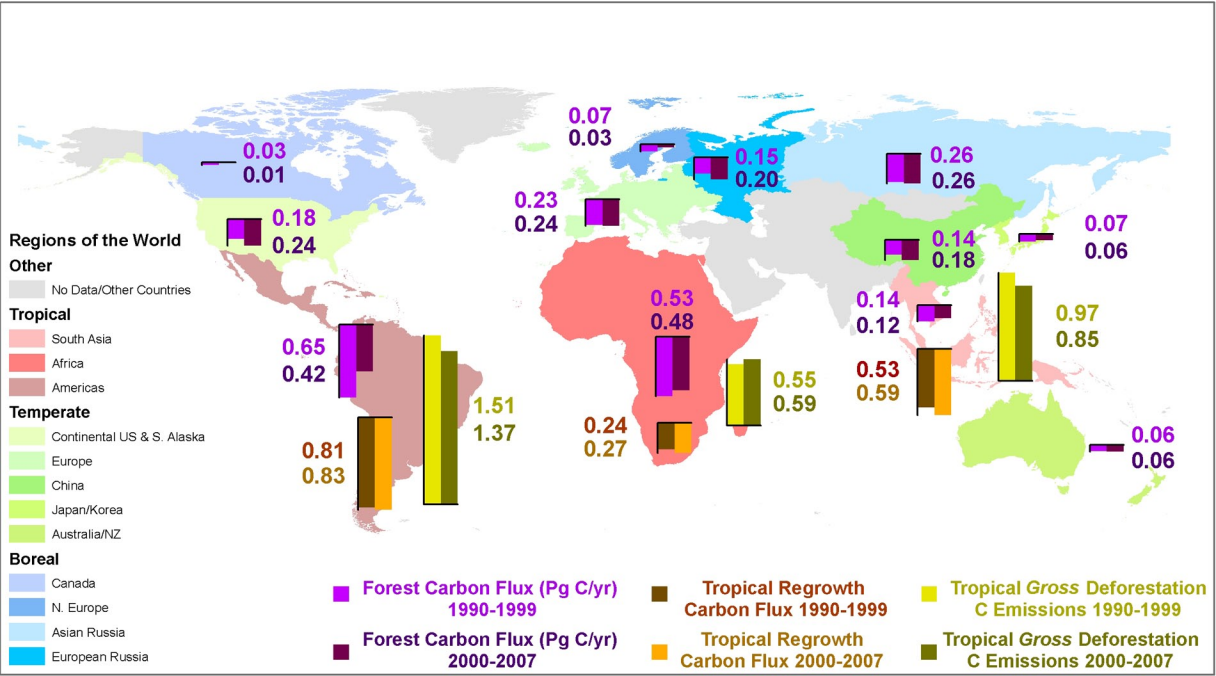 0.07
0.03
0.03
0.01
0.15
0.20
0.26
0.26
0.18
0.24
0.23
0.24
0.14
0.18
0.07
0.06
Regions of the World
Other
No Data/Other Countries
Tropical
South Asia
Africa
Americas
Temperate
Continental US & S. Alaska
Europe
China
Japan/Korea
Australia/NZ
Boreal
Canada
N. Europe
Asian Russia
European Russia
0.53
0.48
0.14
0.12
0.97
0.85
0.65
0.42
0.53
0.59
0.55
0.59
1.51
1.37
0.24
0.27
0.81
0.83
0.06
0.06
Forest Carbon Flux (Pg C/yr)
1990-1999
Forest Carbon Flux (Pg C/yr)
2000-2007
Tropical Regrowth
Carbon Flux 1990-1999
Tropical Regrowth
Carbon Flux 2000-2007
Tropical Gross Deforestation
C Emissions 1990-1999
Tropical Gross Deforestation
C Emissions 2000-2007